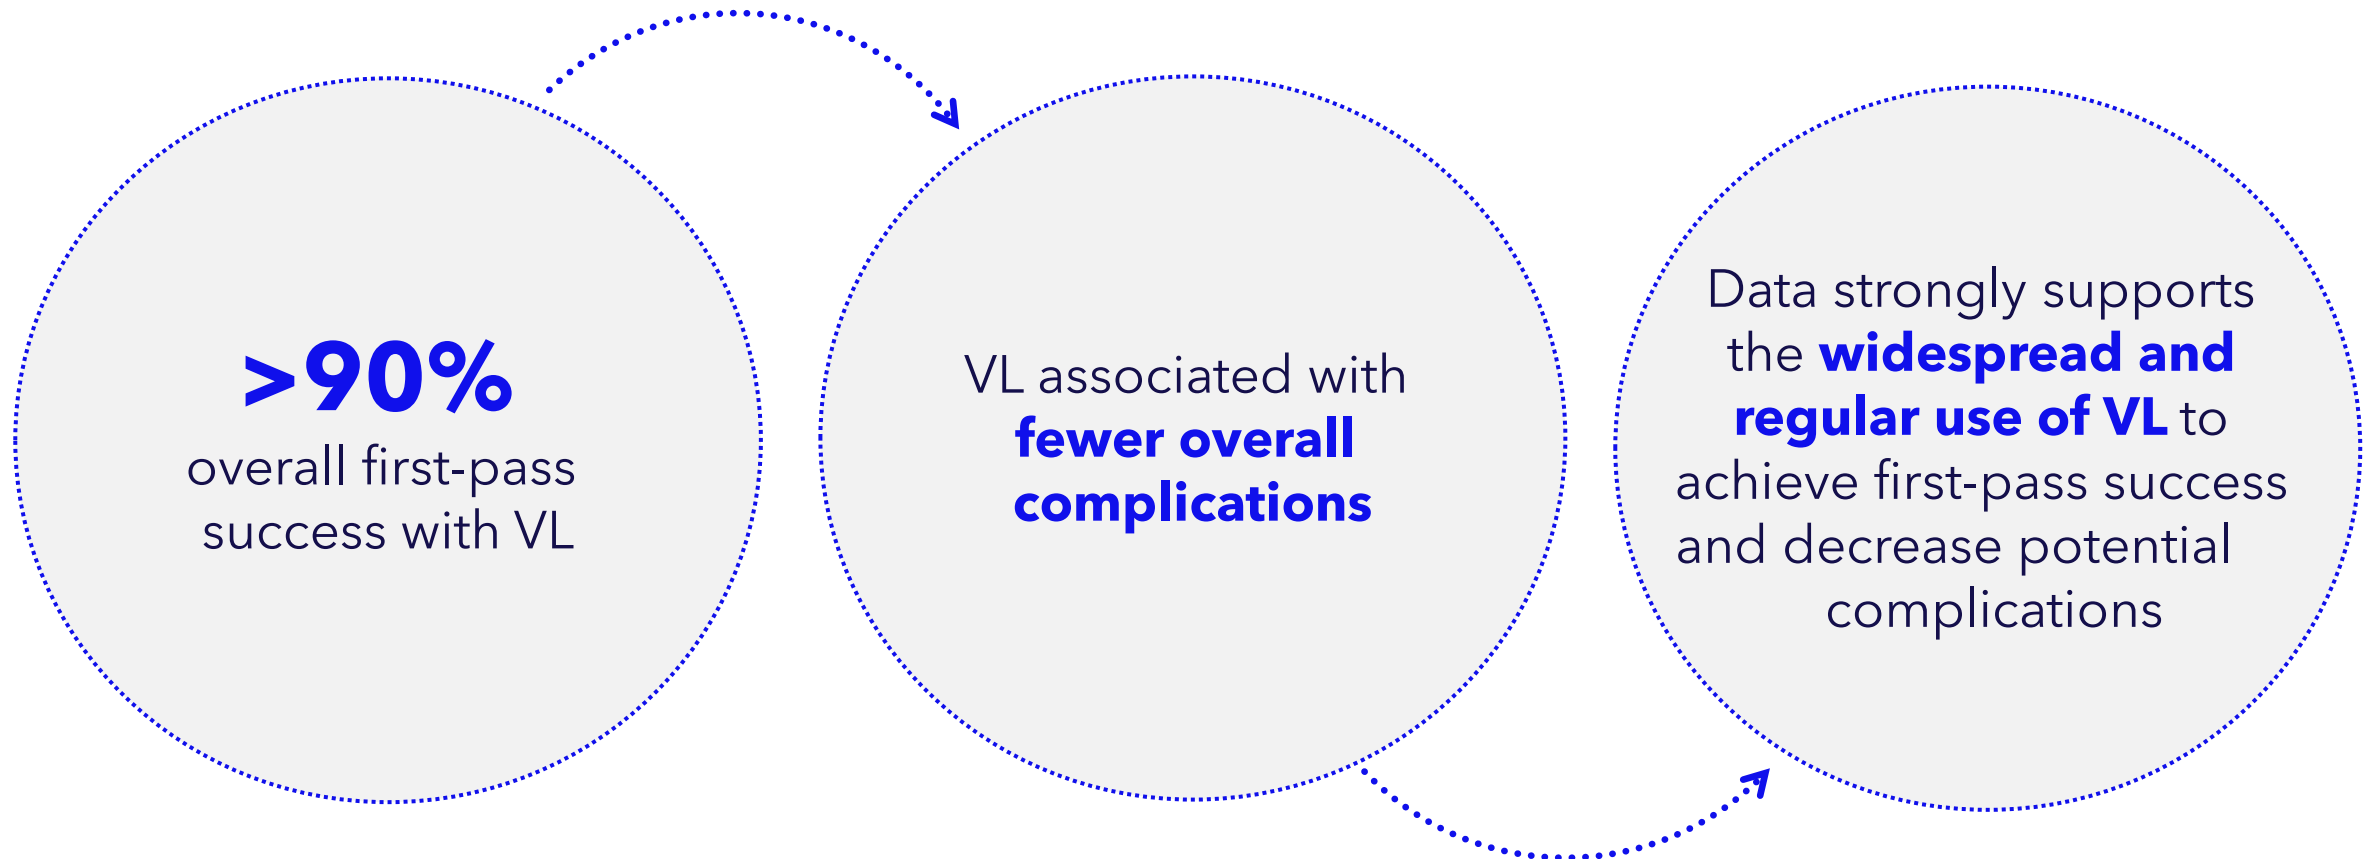 >90%
overall first-pass
success with VL
VL associated with
fewer overall
complications
Data strongly supports
the widespread and
regular use of VL to
achieve first-pass success
and decrease potential
complications